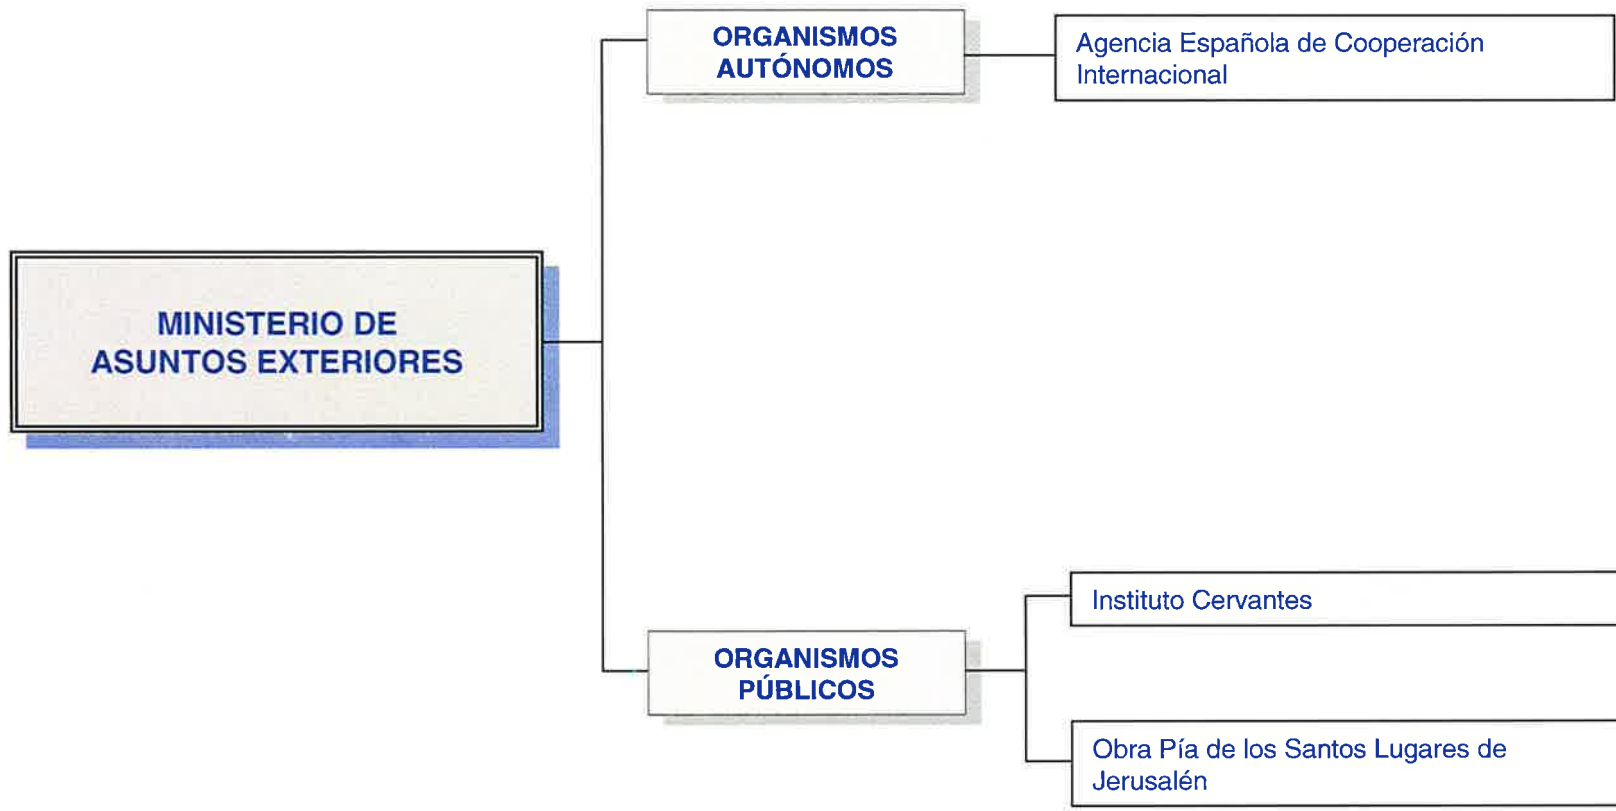 ORGANISMOS
AUTÓNOMOS
Agencia Española de Cooperación
Internacional
MINISTERIO DE
ASUNTOS EXTERIORES
Instituto Cervantes
ORGANISMOS
PÚBLICOS
Obra Pía de los Santos Lugares de
Jerusalén